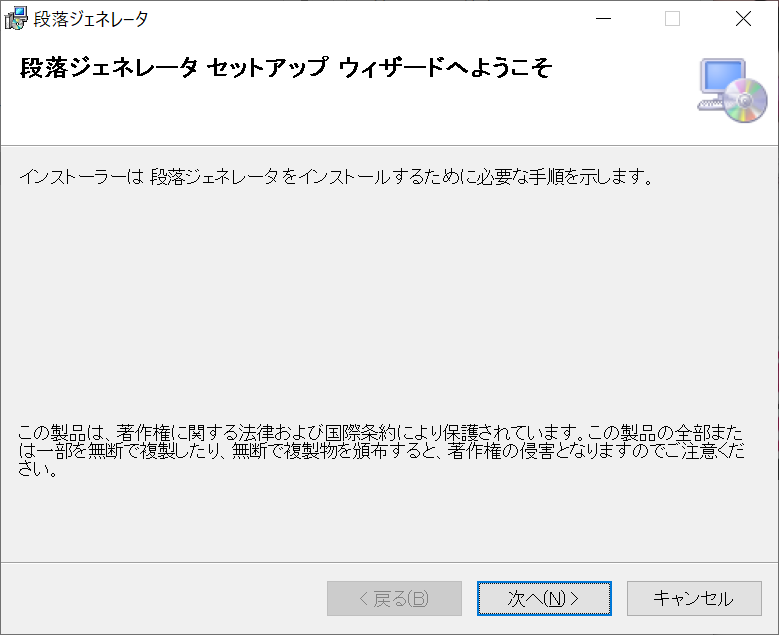 段落ジェネレータ
段落ジェネレータ セットアップ ウィザードへようこそ
インストーラーは 段落ジェネレータをインストールするために必要な手順を示します。
この製品は、著作権に関する法律および国際条約により保護されています。この製品の全部また
は一部を無断で複製したり、無断で複製物を頒布すると、著作権の侵害となりますのでご注意くだ
さい。
< 戻る(B)
次へ(N) >
キャンセル